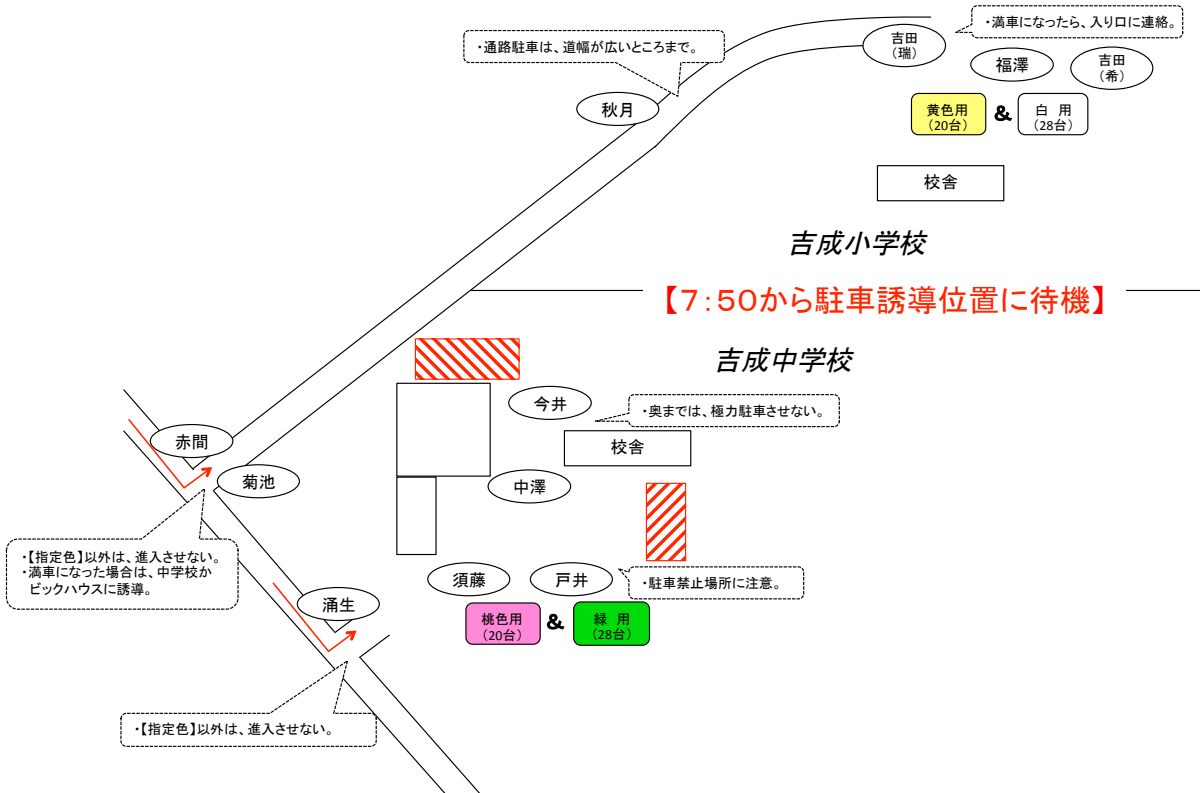 ・満車になったら、入り口に連絡。
・通路駐車は、道幅が広いところまで。
吉田
(瑞)
福澤
吉田
(希)
秋月
黄色用
(20台)
&
白 用
(28台)
校舎
吉成小学校
【7:50から駐車誘導位置に待機】
吉成中学校
今井
・奥までは、極力駐車させない。
赤間
校舎
菊池
中澤
・【指定色】以外は、進入させない。
・満車になった場合は、中学校か
ビックハウスに誘導。
須藤
戸井
・駐車禁止場所に注意。
涌生
桃色用
(20台)
&
緑 用
(28台)
・【指定色】以外は、進入させない。